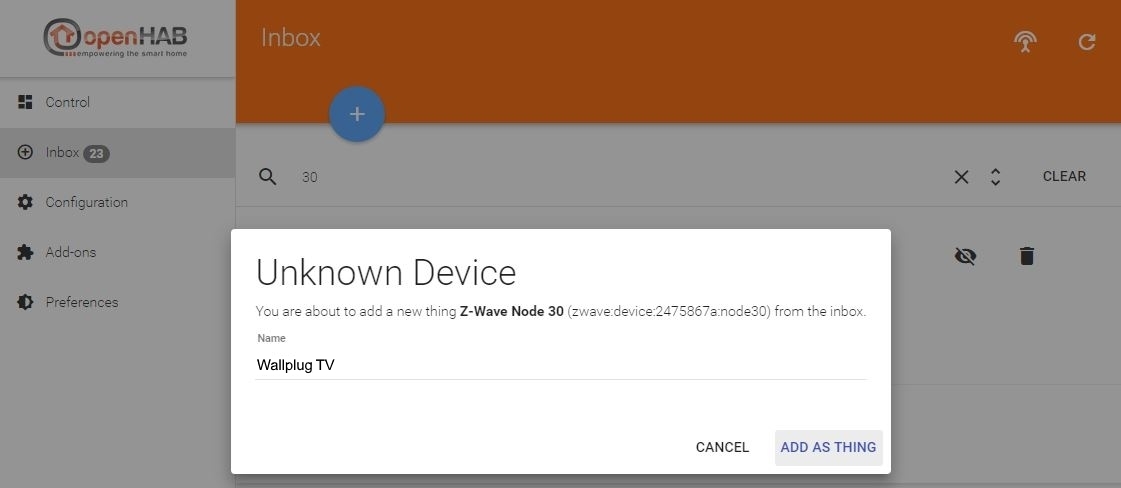 openHAB
empowering the smart home
Inbox
Control
Inbox 23
Configuration
Add-ons
Preferences
30
CLEAR
Unknown Device
You are about to add a new thing Z-Wave Node 30 (zwave:device:2475867a:node30) from the inbox.
Name
Wallplug TV
CANCEL
ADD AS THING